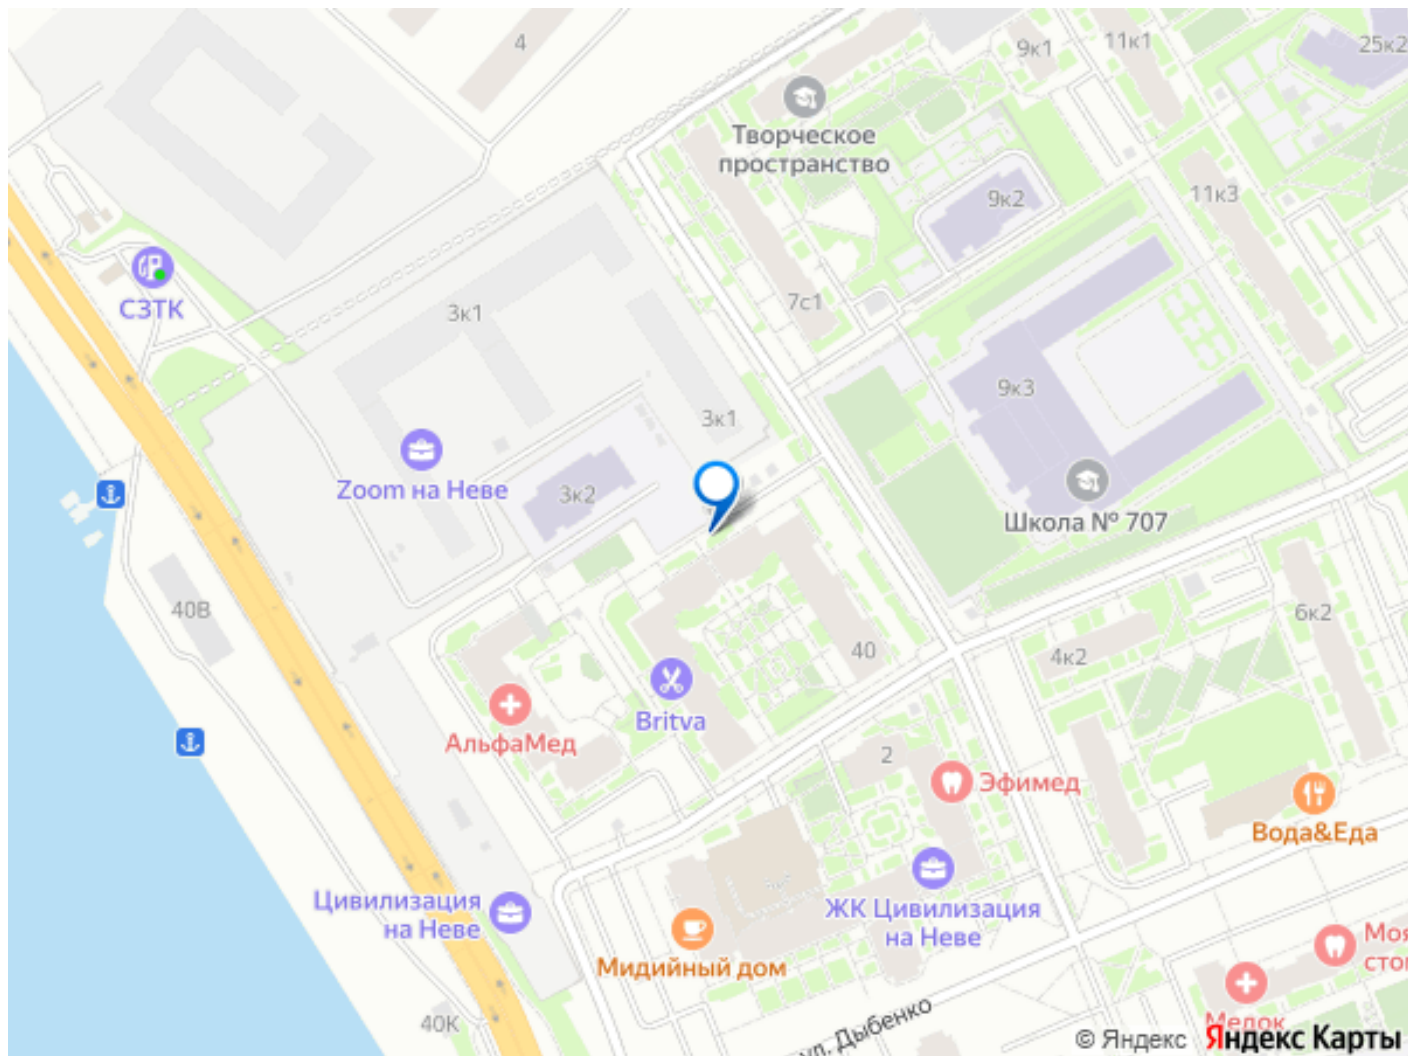 4
9к1
11к1
25к2
Творческое
пространство
9к2
11к3
СЗТК
3к1
7с1
9к3
3к1
Zoom на Неве
3к2
Школа № 707
40В
40
4к2
6к2
Britva
АльфаМед
2
Эфимед
Вода&Еда
Цивилизация
на Неве
ЖК Цивилизация
на Неве
Мидийный дом
Моя
40К
ул. Дыбенко
Медок
© Яндекс Яндекс Карты